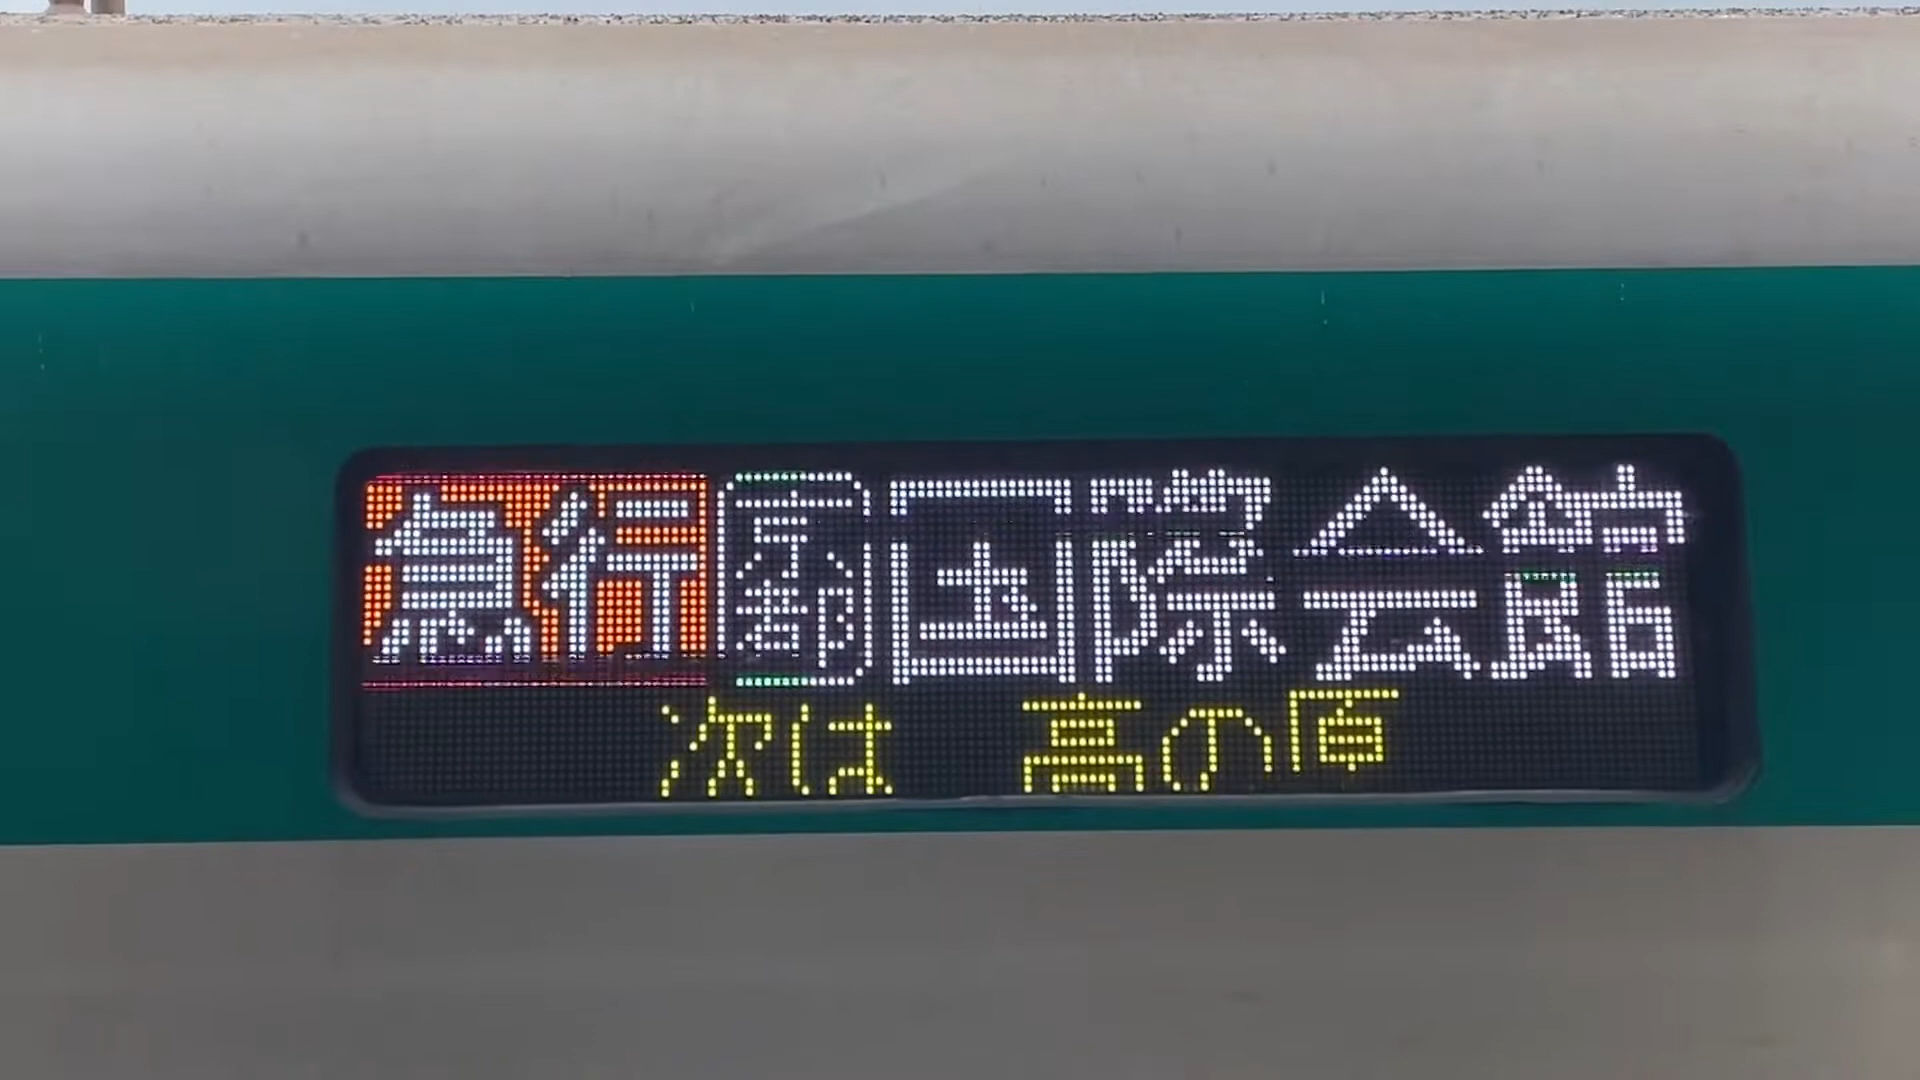 急行 京都 国際会館
次は 高の原